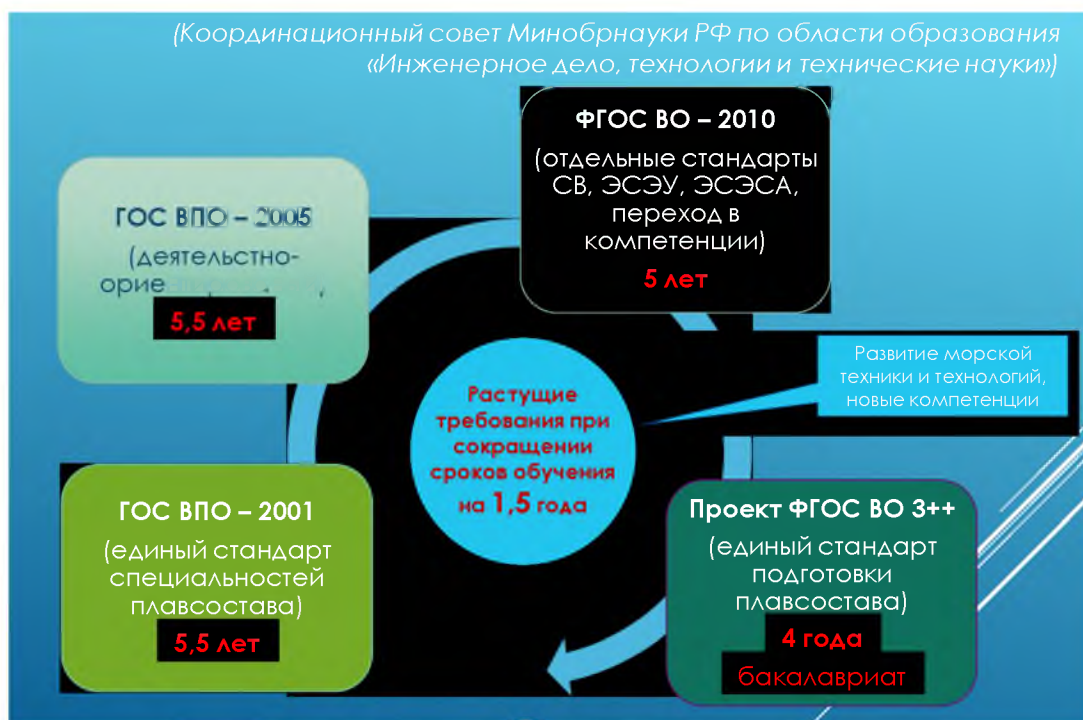 (Координационный совет Минобрнауки РФ по области образования
«Инженерное дело, технологии и технические науки»)
ФГОС ВО – 2010
(отдельные стандарты
СВ, ЭСЭУ, ЭСЭСА,
переход в
компетенции)
5 лет
ГОС ВПО – 2005
(деятельстно-
орие
5,5 лет
Развитие морской
техники и технологий,
новые компетенции
Растущие
требования при
сокращении
сроков обучения
на 1,5 года
ГОС ВПО – 2001
(единый стандарт
специальностей
плавсостава)
5,5 лет
Проект ФГОС ВО 3++
(единый стандарт
подготовки
плавсостава)
4 года
бакалавриат